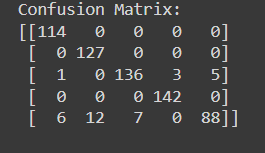 Confusion Matrix:
[[114   0   0   0   0]
 [  0 127   0   0   0]
 [  1   0 136   3   5]
 [  0   0   0 142   0]
 [  6  12   7   0  88]]